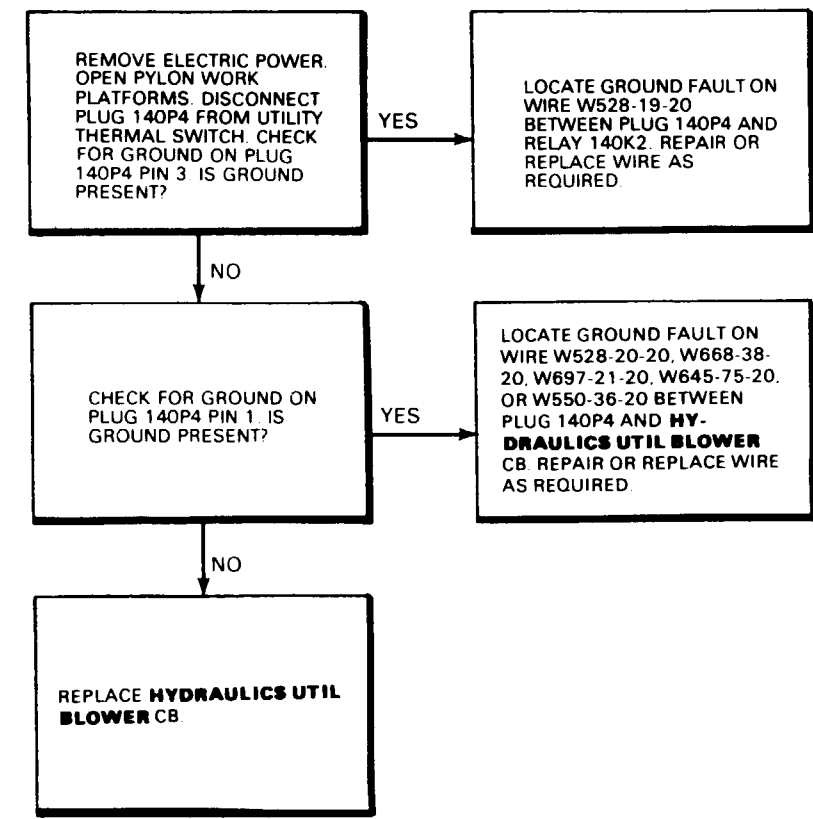 REMOVE ELECTRIC POWER.
OPEN PYLON WORK
PLATFORMS. DISCONNECT
PLUG 140P4 FROM UTILITY
THERMAL SWITCH. CHECK
FOR GROUND ON PLUG
140P4 PIN 3. IS GROUND
PRESENT?
YES
LOCATE GROUND FAULT ON
WIRE W528-19-20
BETWEEN PLUG 140P4 AND
RELAY 140K2. REPAIR OR
REPLACE WIRE AS
REQUIRED.
NO
CHECK FOR GROUND ON
PLUG 140P4 PIN 1. IS
GROUND PRESENT?
YES
LOCATE GROUND FAULT ON
WIRE W528-20-20, W668-38-
20, W697-21-20, W645-75-20,
OR W550-36-20 BETWEEN
PLUG 140P4 AND HY-
DRAULICS UTIL BLOWER
CB. REPAIR OR REPLACE WIRE
AS REQUIRED.
NO
REPLACE HYDRAULICS UTIL
BLOWER CB.